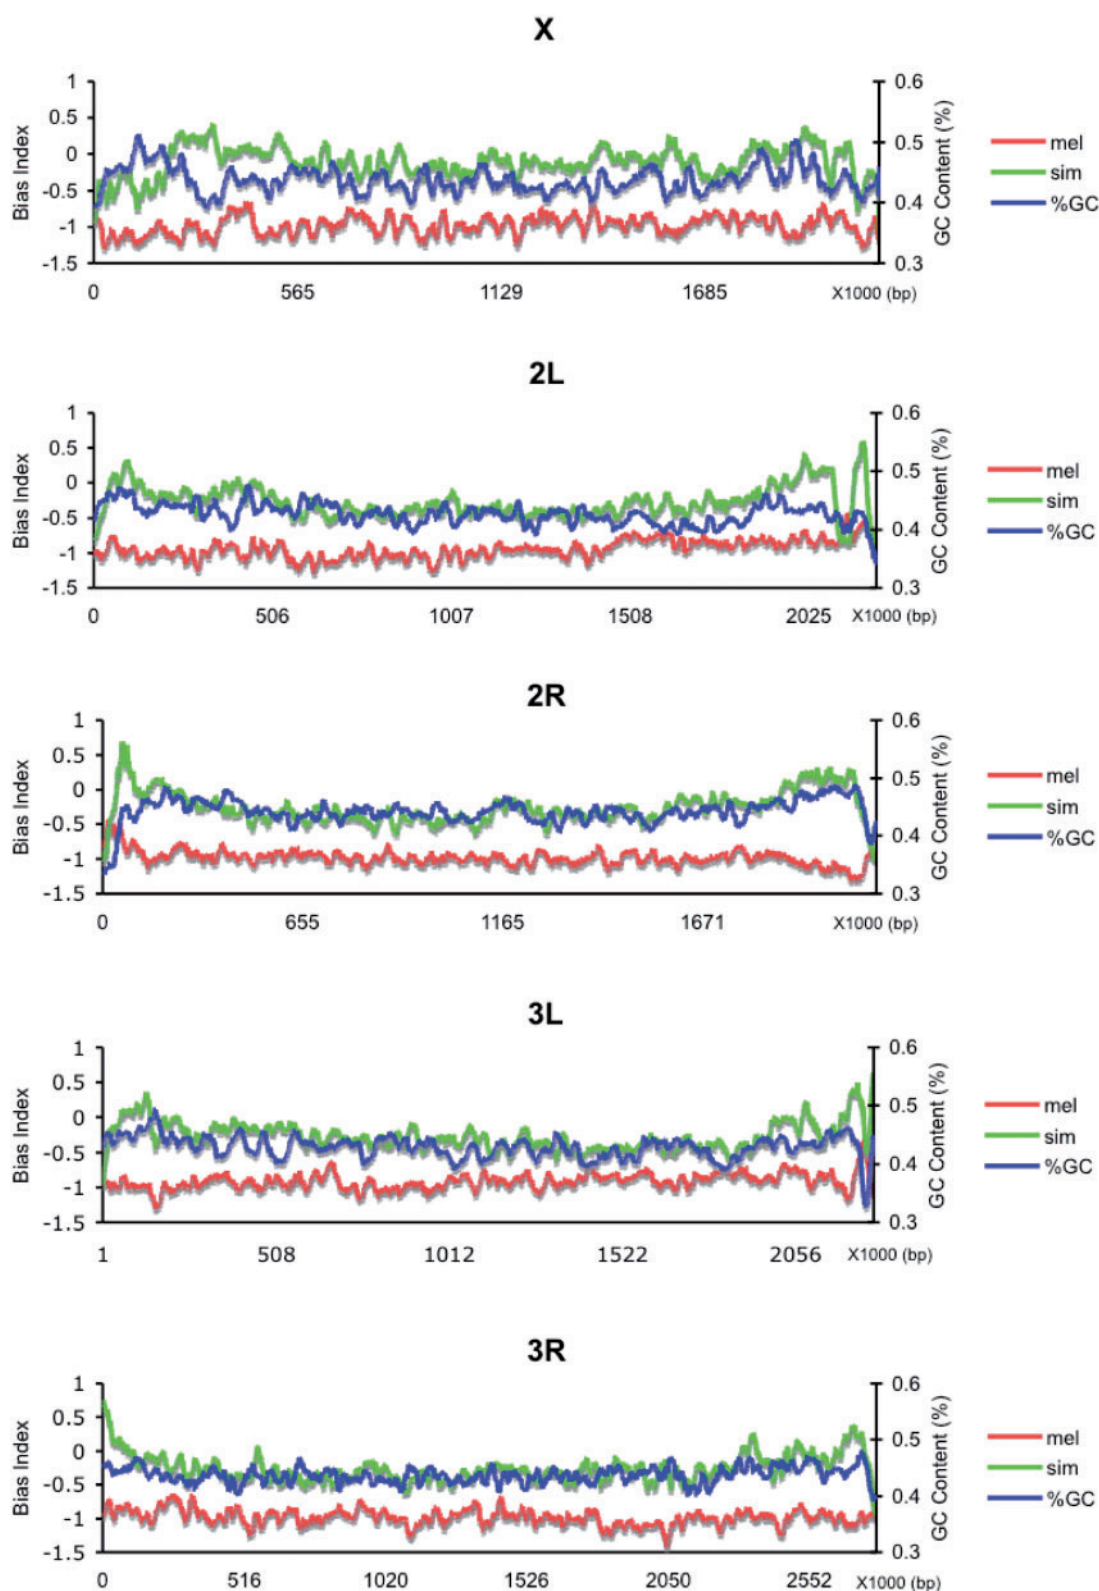 X
Bias Index
1
0.5
0
-0.5
-1
-1.5
0.6
0.5
0.4
0.3
GC Content (%)
mel
sim
%GC
0 565 1129 1685 X1000 (bp)
2L
Bias Index
1
0.5
0
-0.5
-1
-1.5
0.6
0.5
0.4
0.3
GC Content (%)
mel
sim
%GC
0 506 1007 1508 2025 X1000 (bp)
2R
Bias Index
1
0.5
0
-0.5
-1
-1.5
0.6
0.5
0.4
0.3
GC Content (%)
mel
sim
%GC
0 655 1165 1671 X1000 (bp)
3L
Bias Index
1
0.5
0
-0.5
-1
-1.5
0.6
0.5
0.4
0.3
GC Content (%)
mel
sim
%GC
1 508 1012 1522 2056 X1000 (bp)
3R
Bias Index
1
0.5
0
-0.5
-1
-1.5
0.6
0.5
0.4
0.3
GC Content (%)
mel
sim
%GC
0 516 1020 1526 2050 2552 X1000 (bp)